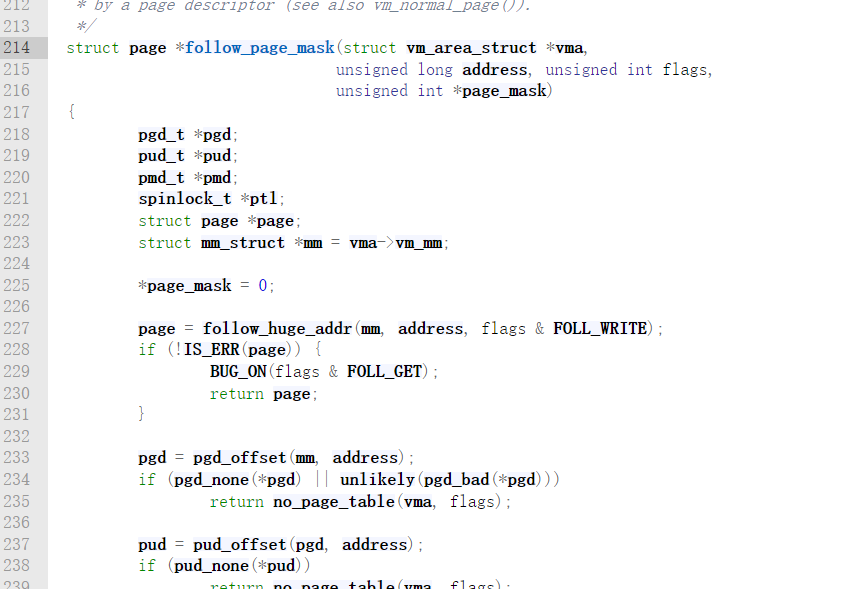 212 * by a page descriptor (see also vm_normal_page()).
213 */
214 struct page *follow_page_mask(struct vm_area_struct *vma,
215 unsigned long address, unsigned int flags,
216 unsigned int *page_mask)
217 {
218 pgd_t *pgd;
219 pud_t *pud;
220 pmd_t *pmd;
221 spinlock_t *ptl;
222 struct page *page;
223 struct mm_struct *mm = vma->vm_mm;
224
225 *page_mask = 0;
226
227 page = follow_huge_addr(mm, address, flags & FOLL_WRITE);
228 if (!IS_ERR(page)) {
229 BUG_ON(flags & FOLL_GET);
230 return page;
231 }
232
233 pgd = pgd_offset(mm, address);
234 if (pgd_none(*pgd) || unlikely(pgd_bad(*pgd)))
235 return no_page_table(vma, flags);
236
237 pud = pud_offset(pgd, address);
238 if (pud_none(*pud))
239 return no_page_table(vma, flags);